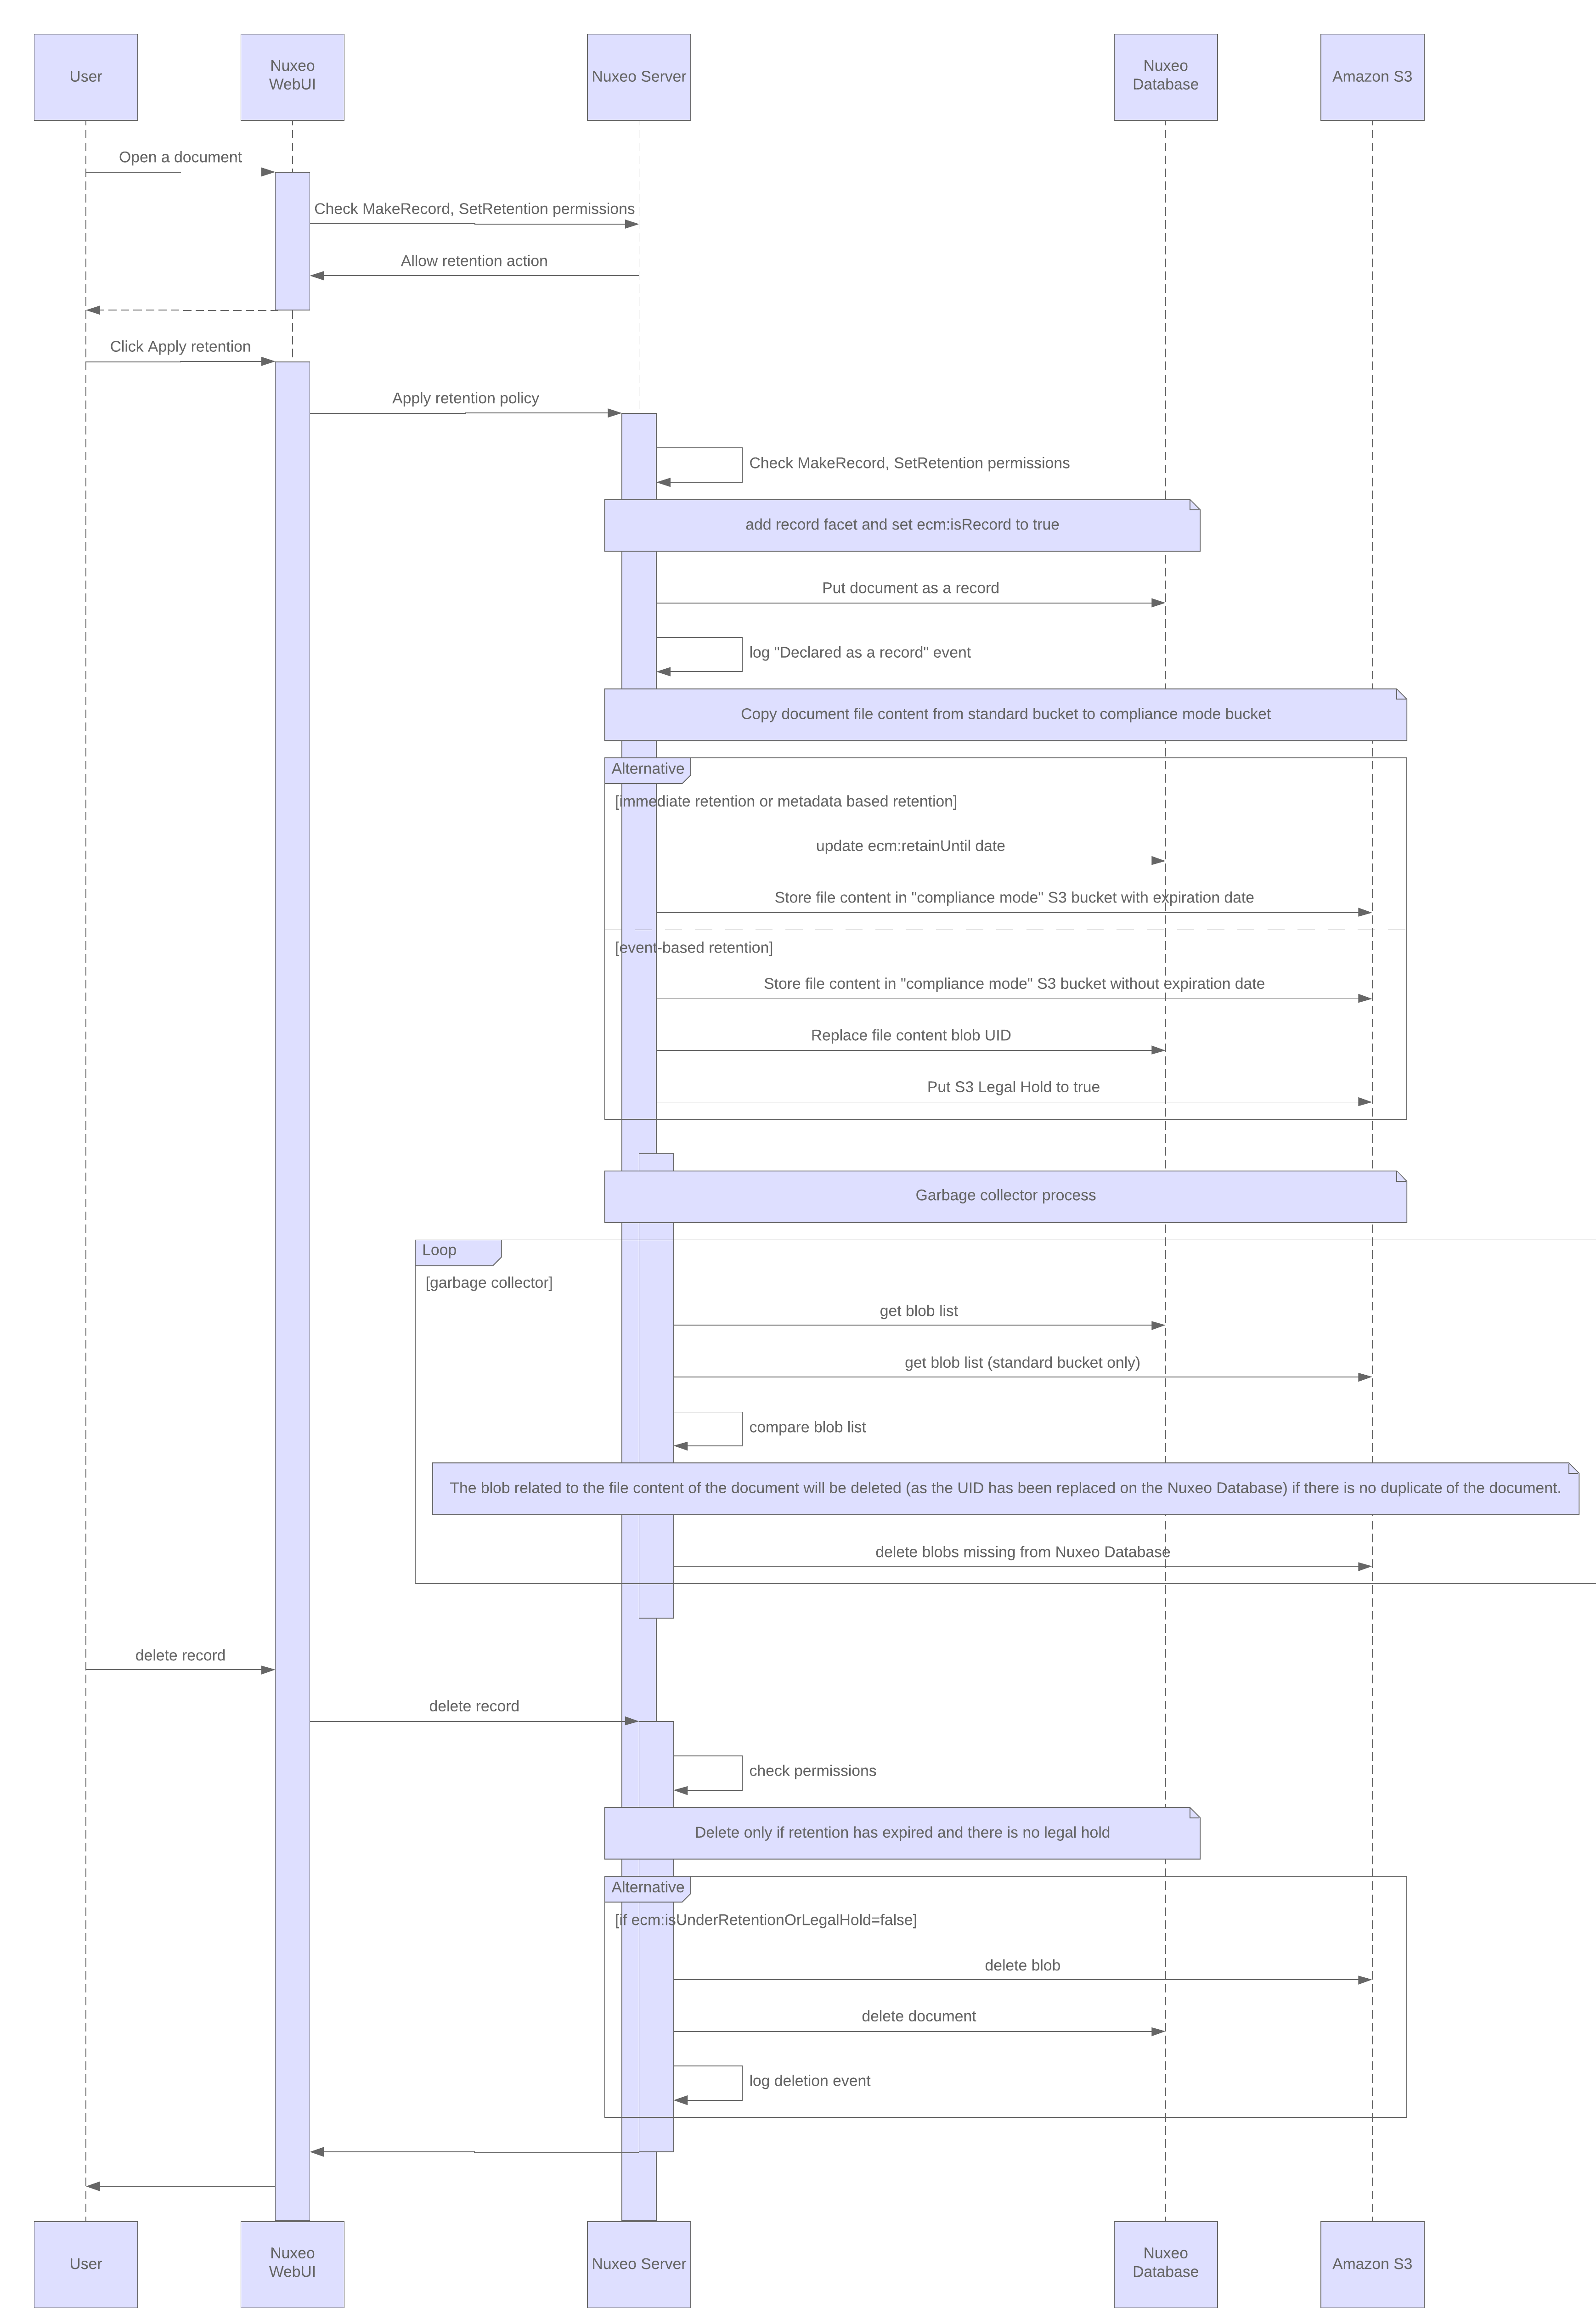 User
Nuxeo
WebUI
Nuxeo Server
Nuxeo
Database
Amazon S3
Open a document
Check MakeRecord, SetRetention permissions
Allow retention action
Click Apply retention
Apply retention policy
Check MakeRecord, SetRetention permissions
add record facet and set ecm:isRecord to true
Put document as a record
log "Declared as a record" event
Copy document file content from standard bucket to compliance mode bucket
Alternative
[immediate retention or metadata based retention]
update ecm:retainUntil date
Store file content in "compliance mode" S3 bucket with expiration date
[event-based retention]
Store file content in "compliance mode" S3 bucket without expiration date
Replace file content blob UID
Put S3 Legal Hold to true
Garbage collector process
Loop
[garbage collector]
get blob list
get blob list (standard bucket only)
compare blob list
The blob related to the file content of the document will be deleted (as the UID has been replaced on the Nuxeo Database) if there is no duplicate of the document.
delete blobs missing from Nuxeo Database
delete record
delete record
check permissions
Delete only if retention has expired and there is no legal hold
Alternative
[if ecm:isUnderRetentionOrLegalHold=false]
delete blob
delete document
log deletion event
User
Nuxeo
WebUI
Nuxeo Server
Nuxeo
Database
Amazon S3